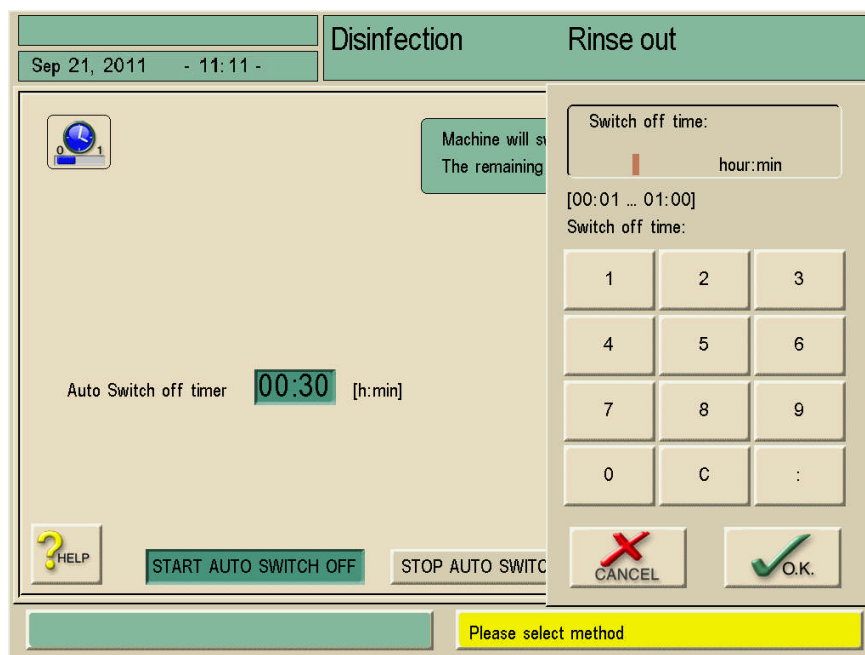 Disinfection Rinse out
Sep 21, 2011 - 11:11 -
Machine will
The remaining
Switch off time:
hour:min
[00:01 ... 01:00]
Switch off time:
1 2 3
4 5 6
7 8 9
0 C :
0 1
Auto Switch off timer 00:30 [h:min]
HELP
START AUTO SWITCH OFF
STOP AUTO
CANCEL
O.K.
Please select method